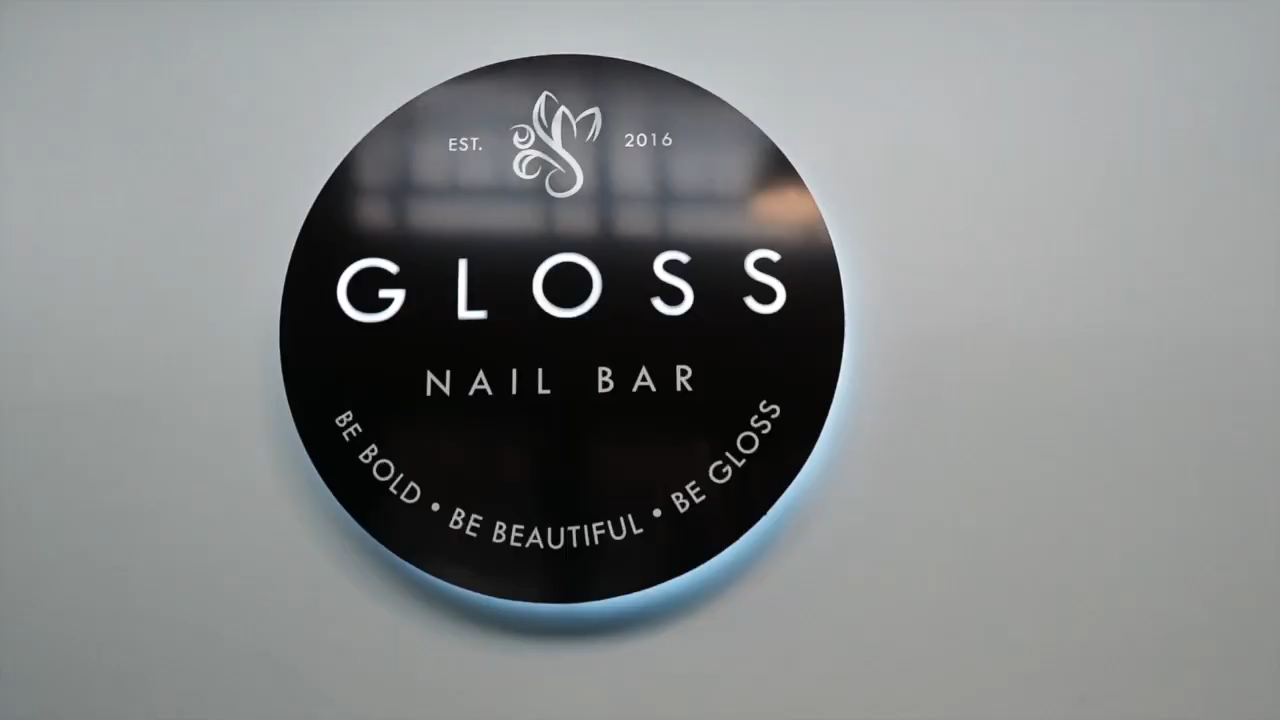 EST. 2016
GLOSS
NAIL BAR
BE BOLD • BE BEAUTIFUL • BE GLOSS